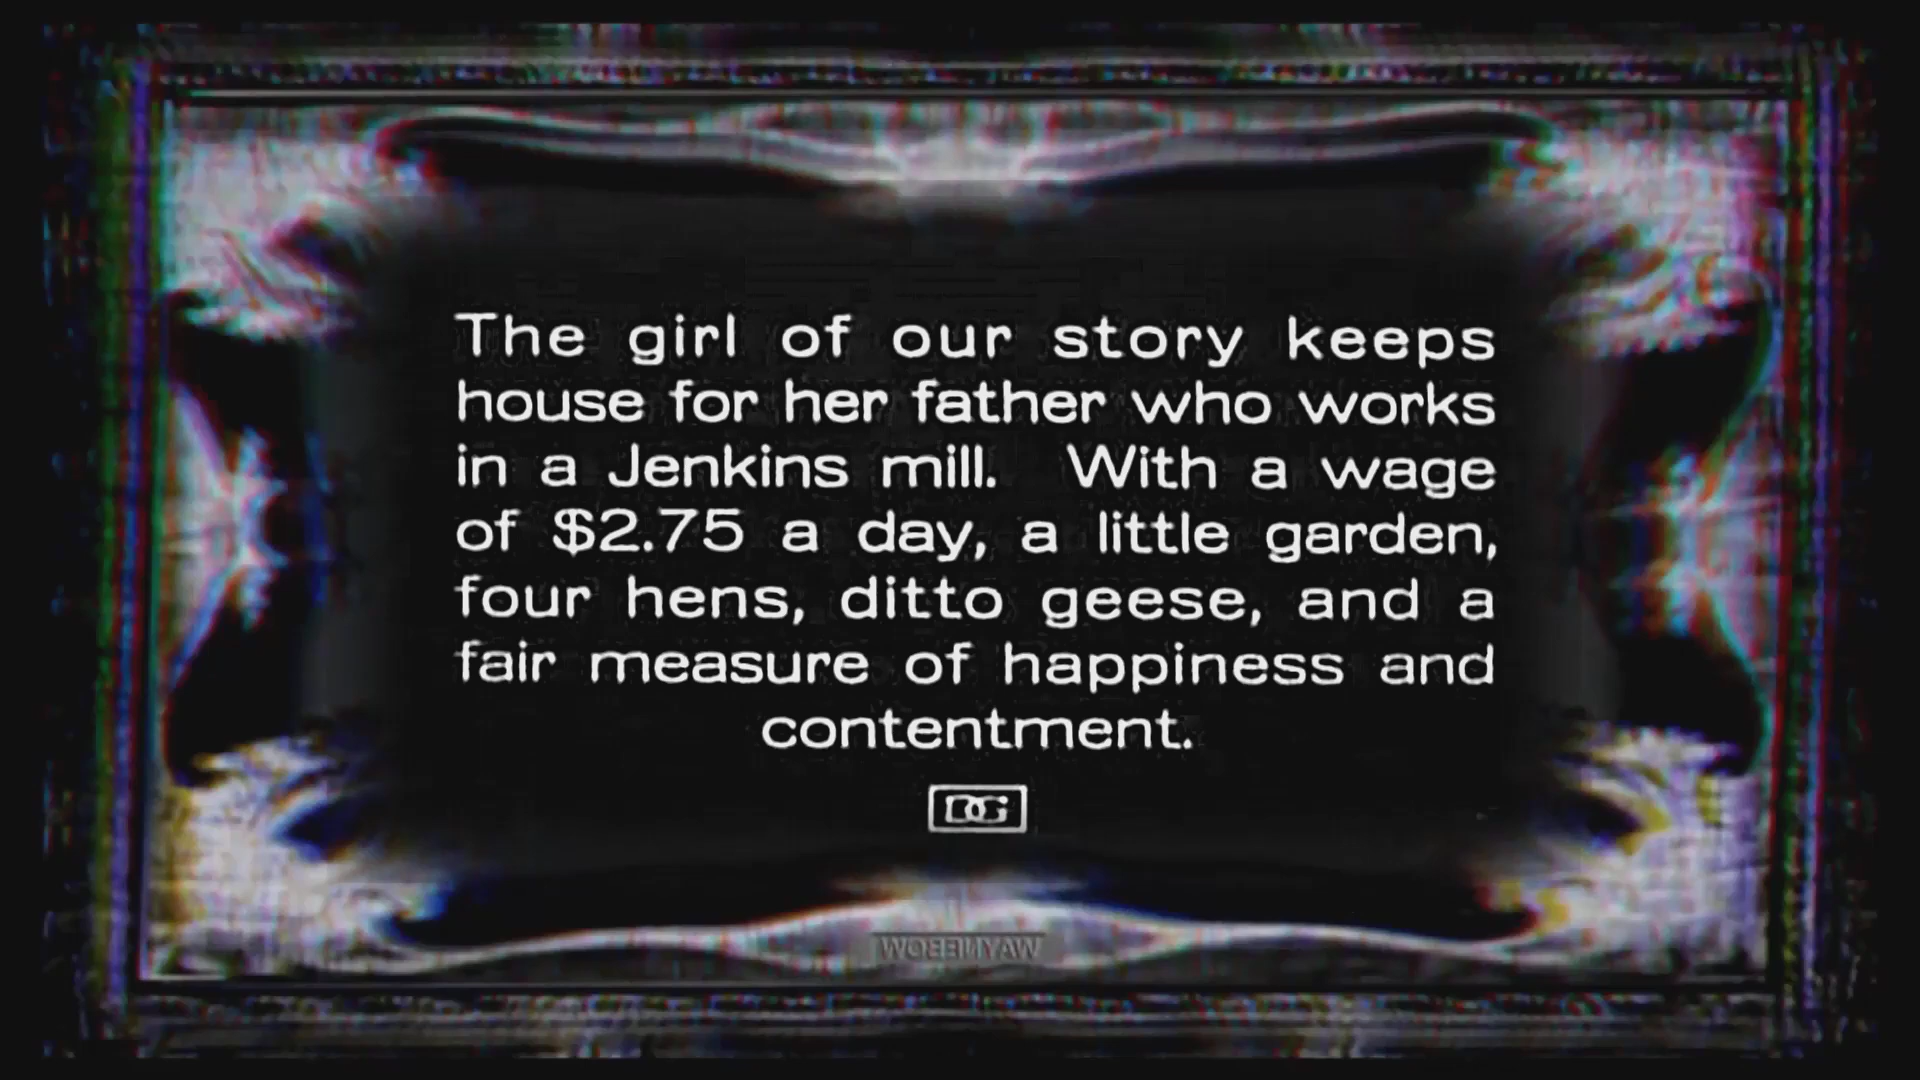 The girl of our story keeps
house for her father who works
in a Jenkins mill. With a wage
of $2.75 a day, a little garden,
four hens, ditto geese, and a
fair measure of happiness and
contentment.
DG